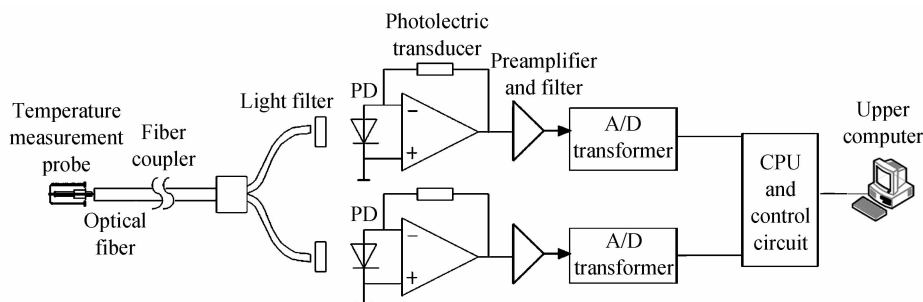 Photolectric
transducer
Preamplifier
and filter
PD
Light filter
Temperature
measurement
probe
Fiber
coupler
Optical
fiber
−
+
A/D
transformer
Upper
computer
CPU
and
control
circuit
PD
−
+
A/D
transformer